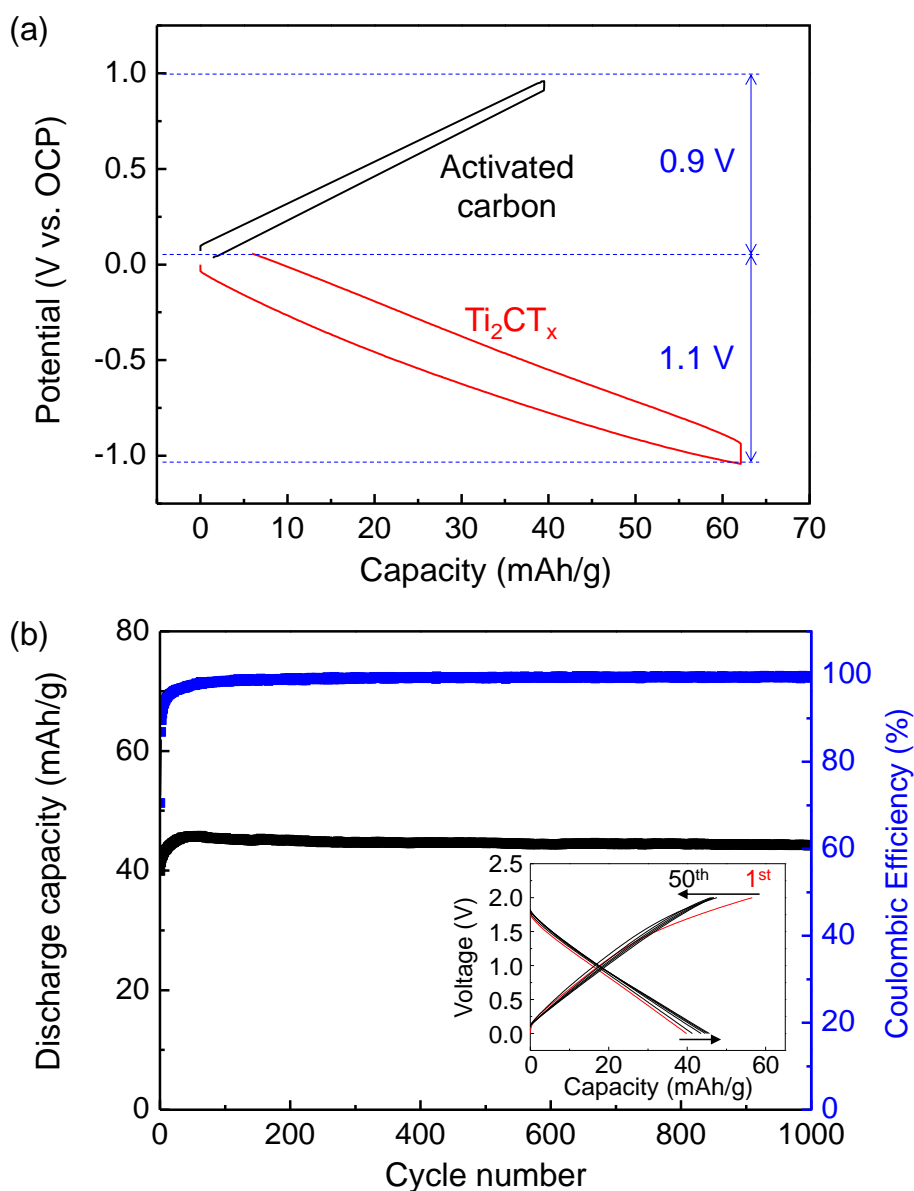 (a)
1.0
0.5
0.0
-0.5
-1.0
Potential (V vs. OCP)
Activated
carbon
Ti₂CTₓ
0.9 V
1.1 V
0 10 20 30 40 50 60 70
Capacity (mAh/g)
(b)
80
60
40
20
0
Discharge capacity (mAh/g)
100
80
60
40
20
0
Coulombic Efficiency (%)
2.5
2.0
1.5
1.0
0.5
0.0
Voltage (V)
50th 1st
0 20 40 60
Capacity (mAh/g)
0 200 400 600 800 1000
Cycle number